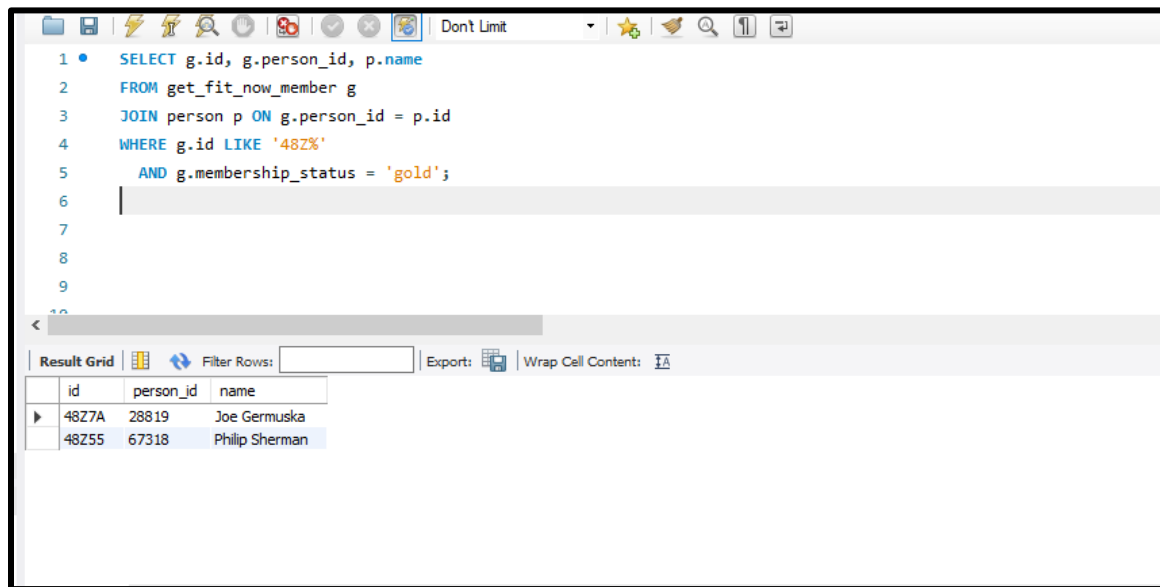 Don't Limit
1 SELECT g.id, g.person_id, p.name
2 FROM get_fit_now_member g
3 JOIN person p ON g.person_id = p.id
4 WHERE g.id LIKE '48Z%'
5 AND g.membership_status = 'gold';
6
7
8
9
10
Result Grid Filter Rows: Export: Wrap Cell Content:
id person_id name
48Z7A 28819 Joe Germuska
48Z55 67318 Philip Sherman